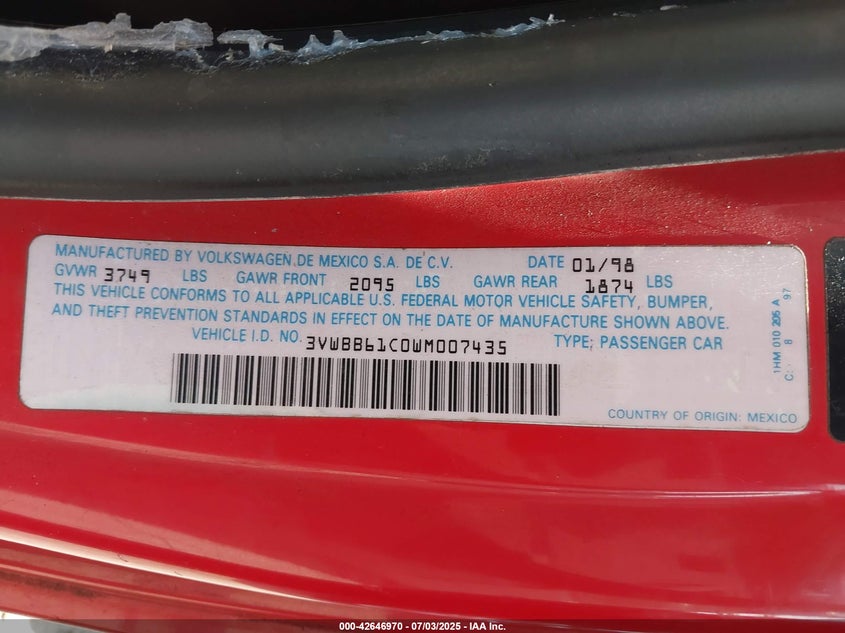 MANUFACTURED BY VOLKSWAGEN DE MEXICO S.A. DE C.V. DATE 01/98
GVWR 3749 LBS GAWR FRONT 2095 LBS GAWR REAR 1874 LBS
THIS VEHICLE CONFORMS TO ALL APPLICABLE U.S. FEDERAL MOTOR VEHICLE SAFETY, BUMPER,
AND THEFT PREVENTION STANDARDS IN EFFECT ON THE DATE OF MANUFACTURE SHOWN ABOVE.
VEHICLE I.D. NO. 3VWBB61C0WM007435 TYPE: PASSENGER CAR
COUNTRY OF ORIGIN: MEXICO
1HM 010 205 A
C: 8 97
000-42646970 - 07/03/2025 - IAA Inc.